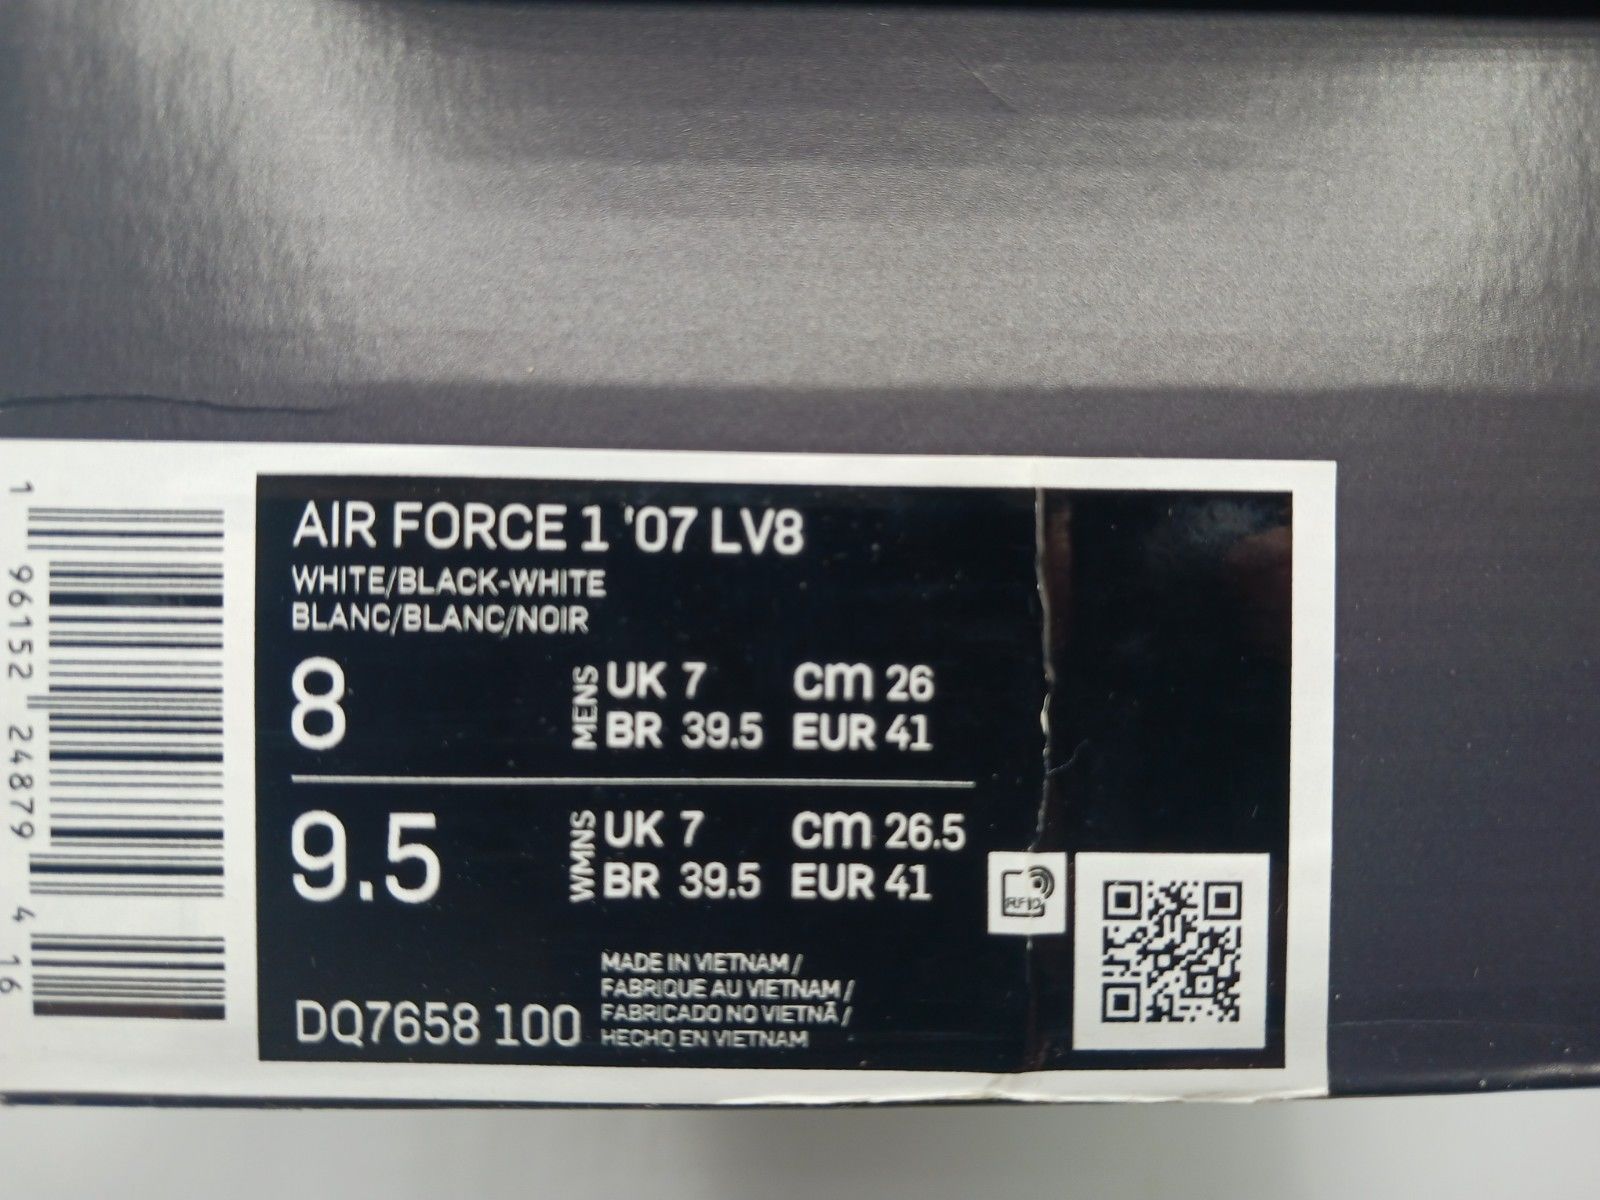 AIR FORCE 1 '07 LV8
WHITE/BLACK-WHITE
BLANC/BLANC/NOIR
8
MENS
UK 7 cm 26
BR 39.5 EUR 41
9.5
WMNS
UK 7 cm 26.5
BR 39.5 EUR 41
RFID
MADE IN VIETNAM /
FABRIQUE AU VIETNAM /
FABRICADO NO VIETNÃ /
HECHO EN VIETNAM
DQ7658 100
1 96152 24879 4 16